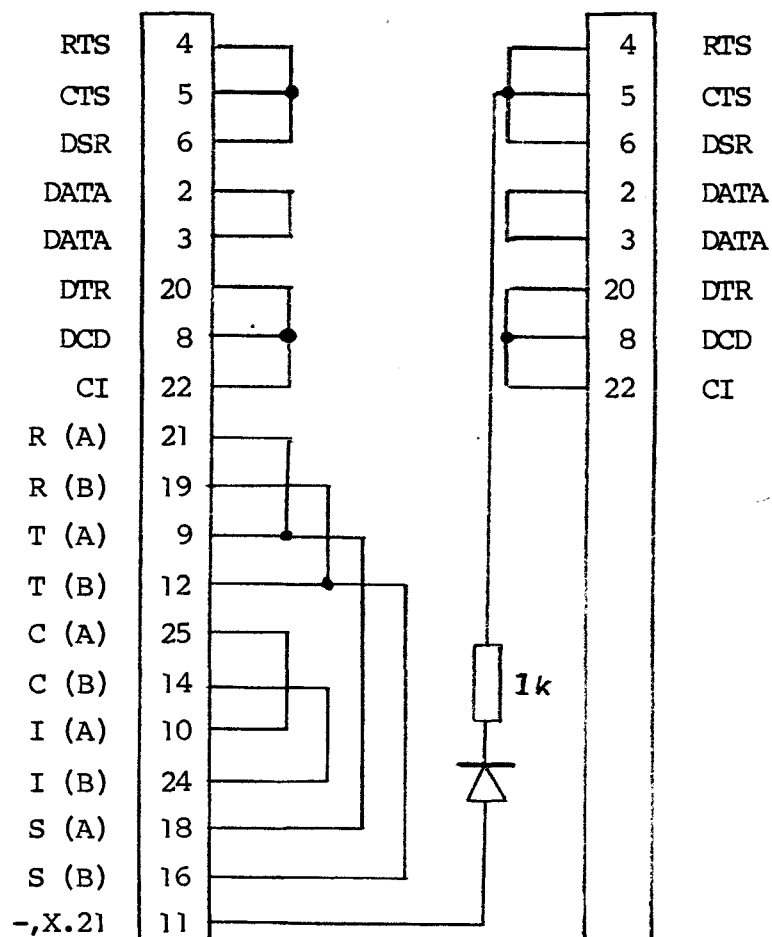 RTS 4 4 RTS
CTS 5 5 CTS
DSR 6 6 DSR
DATA 2 2 DATA
DATA 3 3 DATA
DTR 20 20 DTR
DCD 8 8 DCD
CI 22 22 CI
R (A) 21
R (B) 19
T (A) 9
T (B) 12
C (A) 25
C (B) 14
1k
I (A) 10
I (B) 24
S (A) 18
S (B) 16
-,X.21 11